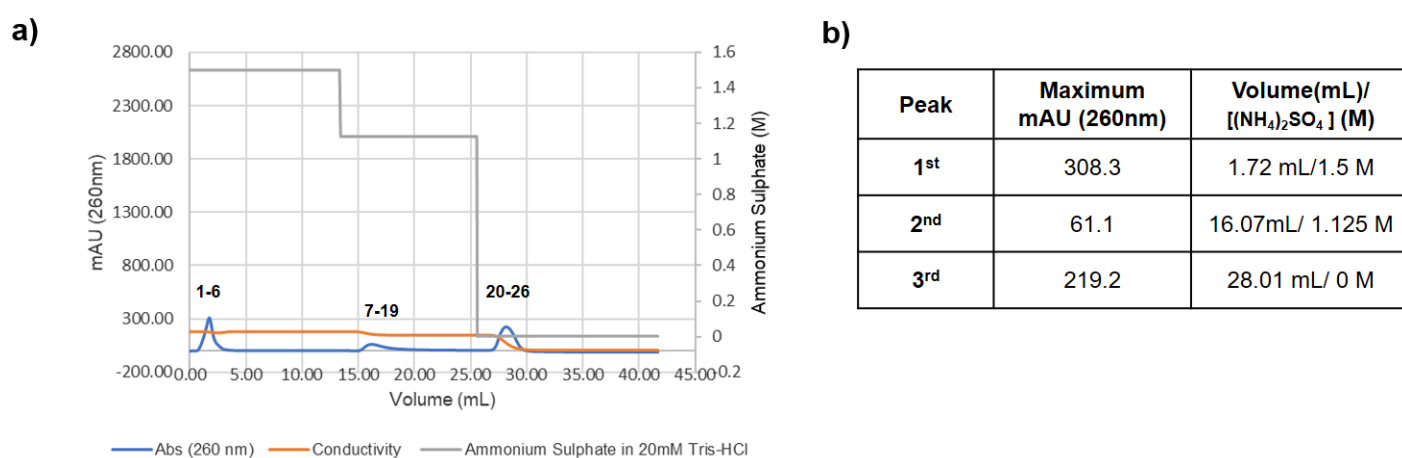 a)
2800.00
2300.00
1800.00
1300.00
800.00
300.00
-200.00
mAU (260nm)
1.6
1.4
1.2
1
0.8
0.6
0.4
0.2
0
-0.2
Ammonium Sulphate (M)
1-6
7-19
20-26
0.00 5.00 10.00 15.00 20.00 25.00 30.00 35.00 40.00 45.00
Volume (mL)
Abs (260 nm) Conductivity Ammonium Sulphate in 20mM Tris-HCl
b)
Peak Maximum mAU (260nm) Volume(mL)/ [(NH₄)₂SO₄ ] (M)
1st 308.3 1.72 mL/1.5 M
2nd 61.1 16.07mL/ 1.125 M
3rd 219.2 28.01 mL/ 0 M